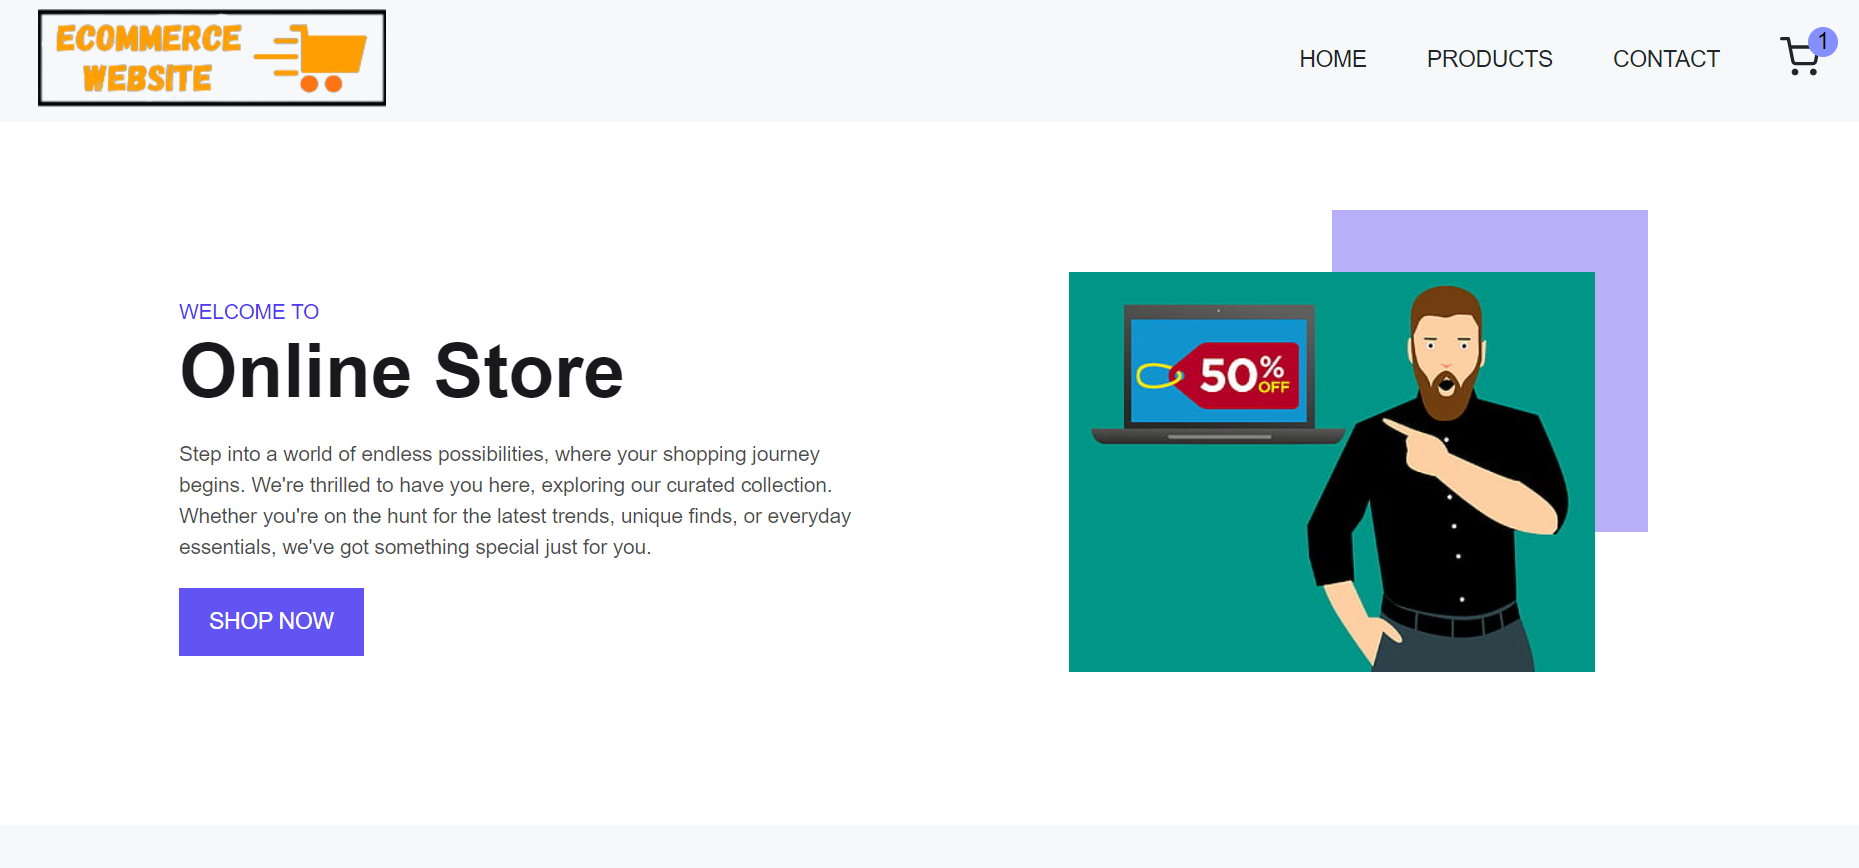 ECOMMERCE
WEBSITE
HOME PRODUCTS CONTACT 1
WELCOME TO
Online Store
Step into a world of endless possibilities, where your shopping journey
begins. We're thrilled to have you here, exploring our curated collection.
Whether you're on the hunt for the latest trends, unique finds, or everyday
essentials, we've got something special just for you.
SHOP NOW
50%
OFF